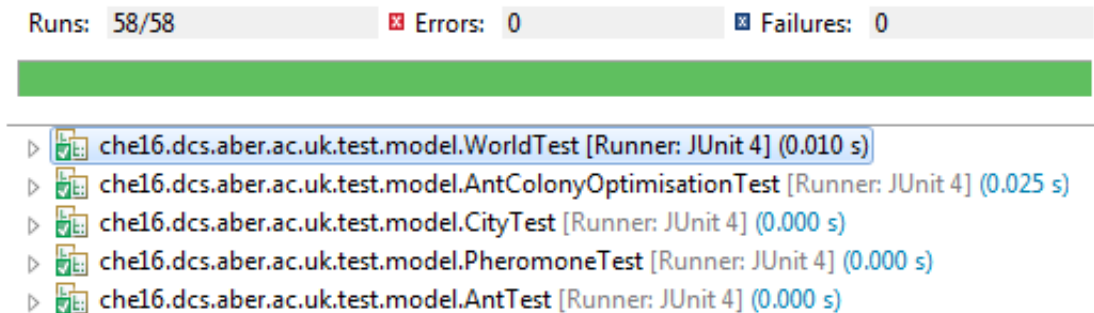 Runs: 58/58 Errors: 0 Failures: 0
che16.dcs.aber.ac.uk.test.model.WorldTest [Runner: JUnit 4] (0.010 s)
che16.dcs.aber.ac.uk.test.model.AntColonyOptimisationTest [Runner: JUnit 4] (0.025 s)
che16.dcs.aber.ac.uk.test.model.CityTest [Runner: JUnit 4] (0.000 s)
che16.dcs.aber.ac.uk.test.model.PheromoneTest [Runner: JUnit 4] (0.000 s)
che16.dcs.aber.ac.uk.test.model.AntTest [Runner: JUnit 4] (0.000 s)